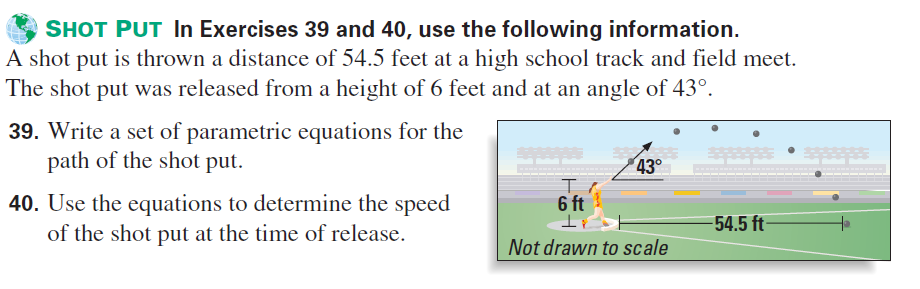 SHOT PUT In Exercises 39 and 40, use the following information.
A shot put is thrown a distance of 54.5 feet at a high school track and field meet.
The shot put was released from a height of 6 feet and at an angle of 43°.
39. Write a set of parametric equations for the
path of the shot put.
40. Use the equations to determine the speed
of the shot put at the time of release.
43°
6 ft
54.5 ft
Not drawn to scale